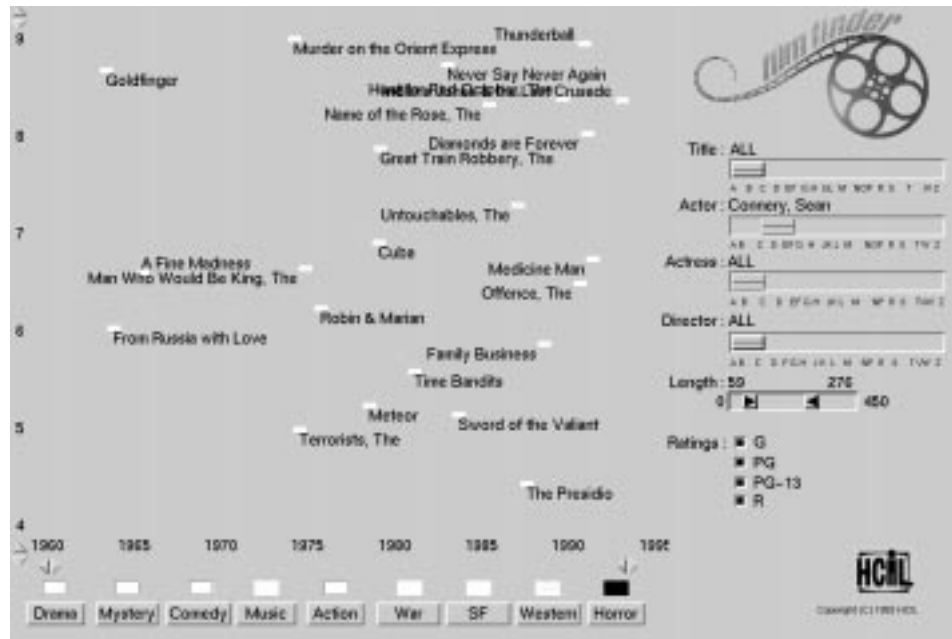 film finder
9
Thunderball
Murder on the Orient Express
Goldfinger
Never Say Never Again
Name of the Rose, The
8
Diamonds are Forever
Great Train Robbery, The
Untouchables, The
7
Cuba
A Fine Madness
Medicine Man
Man Who Would Be King, The
Offence, The
Robin & Marian
6
From Russia with Love
Family Business
Time Bandits
Meteor
5
Sword of the Valiant
Terrorists, The
The Presidio
4
1960 1965 1970 1975 1980 1985 1990
Drama Mystery Comedy Music Action War SF Western Horror
Title : ALL
Actor : Connery, Sean
Actress : ALL
Director : ALL
Length : 59 276
0 450
Ratings : G
PG
PG-13
R
HCIL